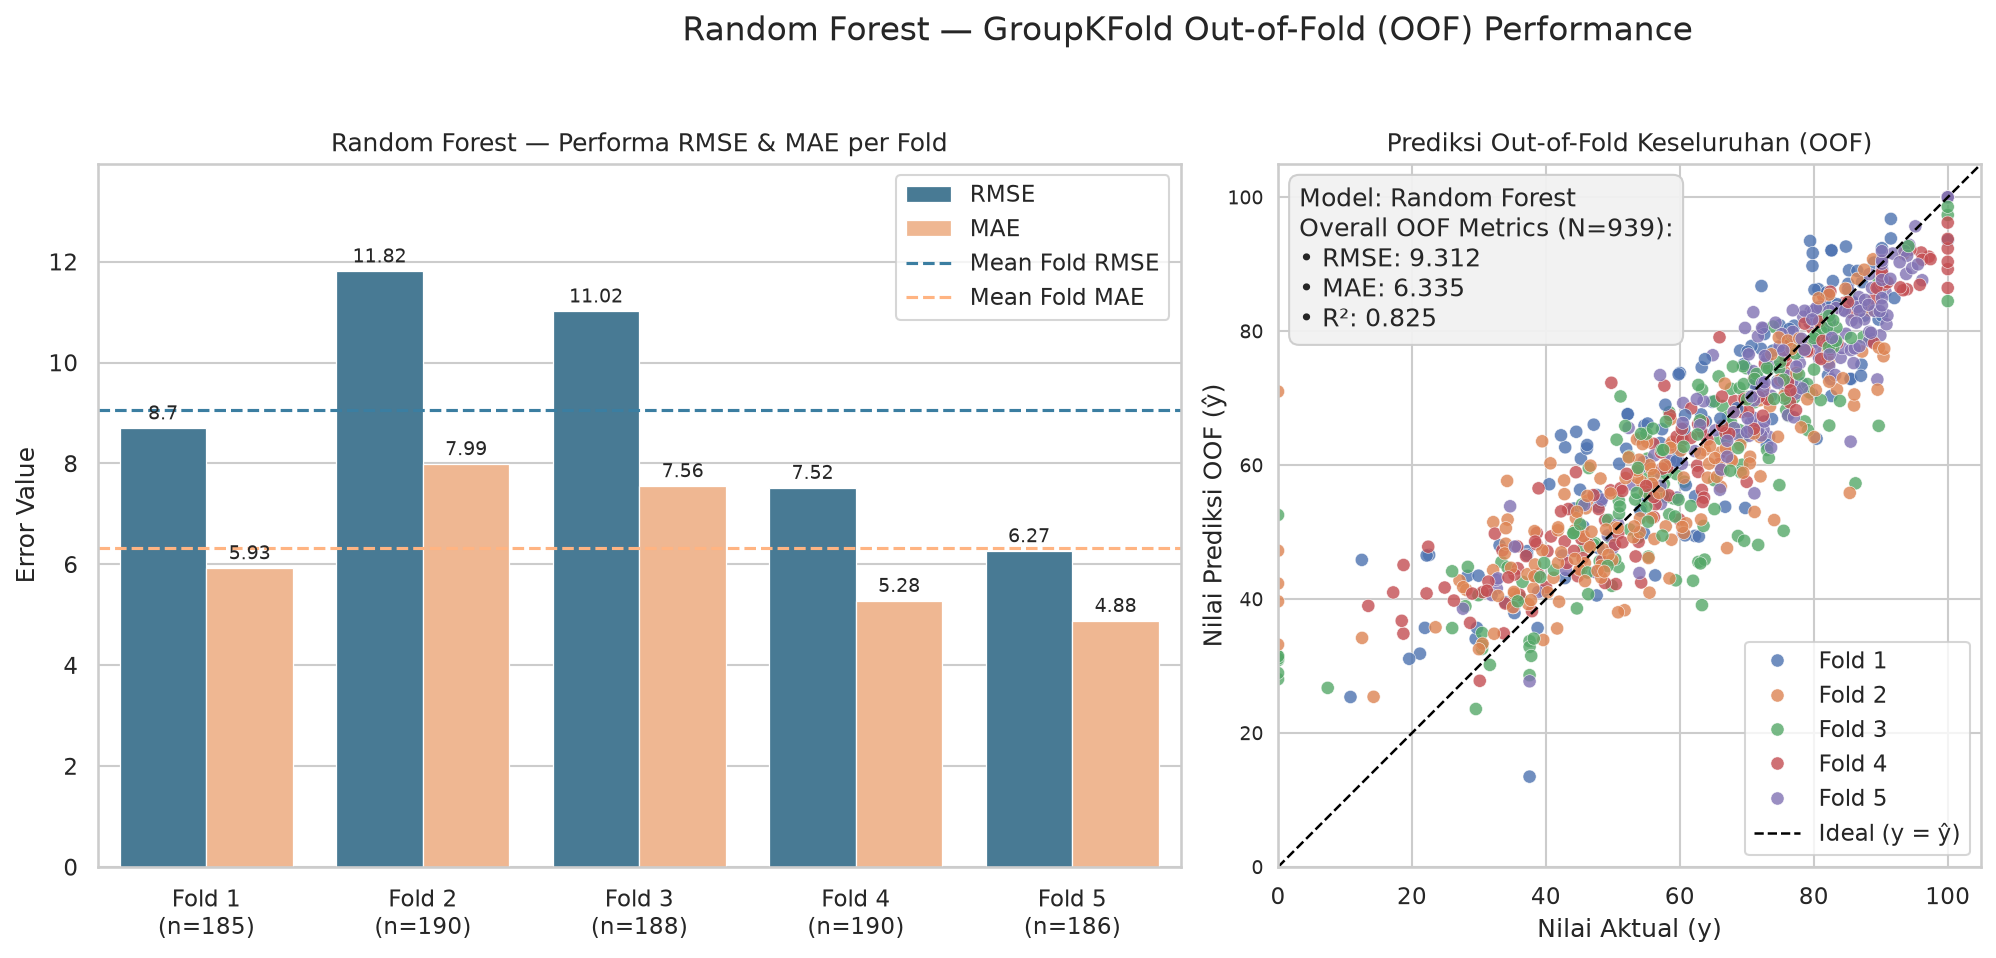 Random Forest — GroupKFold Out-of-Fold (OOF) Performance
Random Forest — Performa RMSE & MAE per Fold
Error Value
12
10
8
6
4
2
0
RMSE
MAE
Mean Fold RMSE
Mean Fold MAE
8.7
5.93
11.82
7.99
11.02
7.56
7.52
5.28
6.27
4.88
Fold 1
(n=185)
Fold 2
(n=190)
Fold 3
(n=188)
Fold 4
(n=190)
Fold 5
(n=186)
Prediksi Out-of-Fold Keseluruhan (OOF)
Nilai Prediksi OOF (ŷ)
100
80
60
40
20
0
Model: Random Forest
Overall OOF Metrics (N=939):
• RMSE: 9.312
• MAE: 6.335
• R²: 0.825
Fold 1
Fold 2
Fold 3
Fold 4
Fold 5
Ideal (y = ŷ)
0
20
40
60
80
100
Nilai Aktual (y)